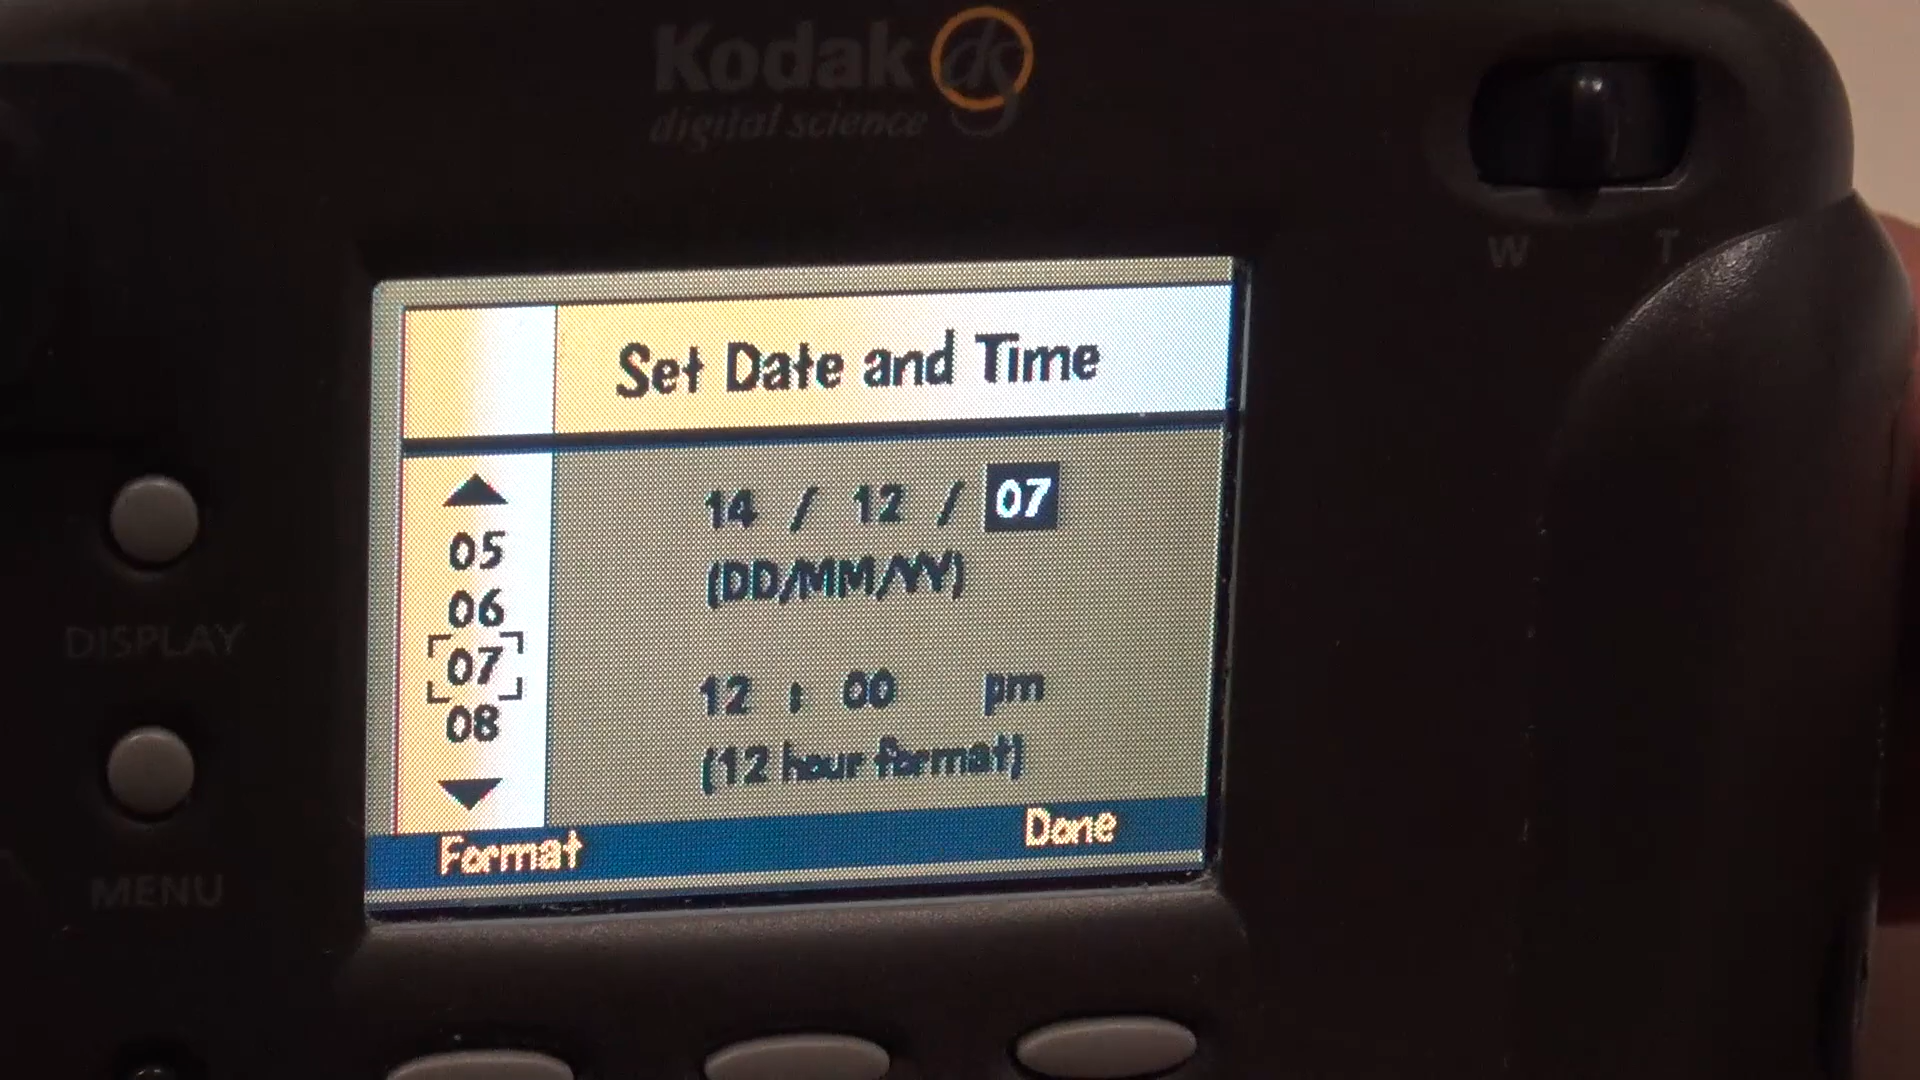 Kodak ds
digital science
W T
Set Date and Time
14 / 12 / 07
(DD/MM/YY)
05
06
07
08
12 : 00 pm
(12 hour format)
Format Done
DISPLAY
MENU